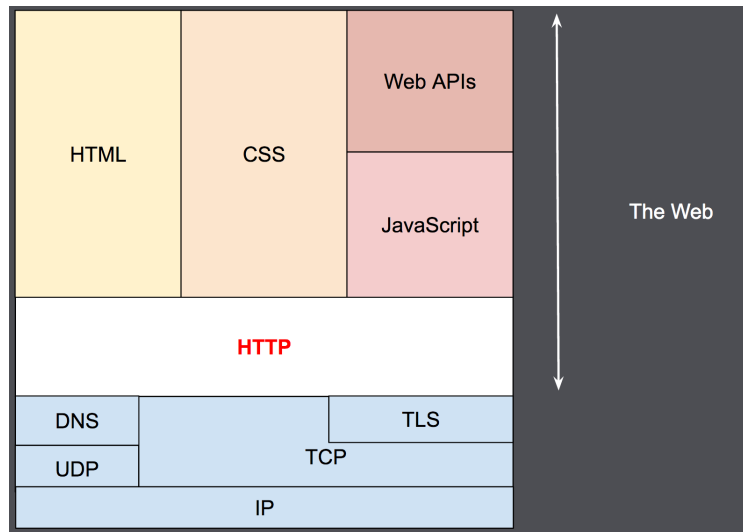 Web APIs
HTML
CSS
The Web
JavaScript
HTTP
DNS
TLS
TCP
UDP
IP